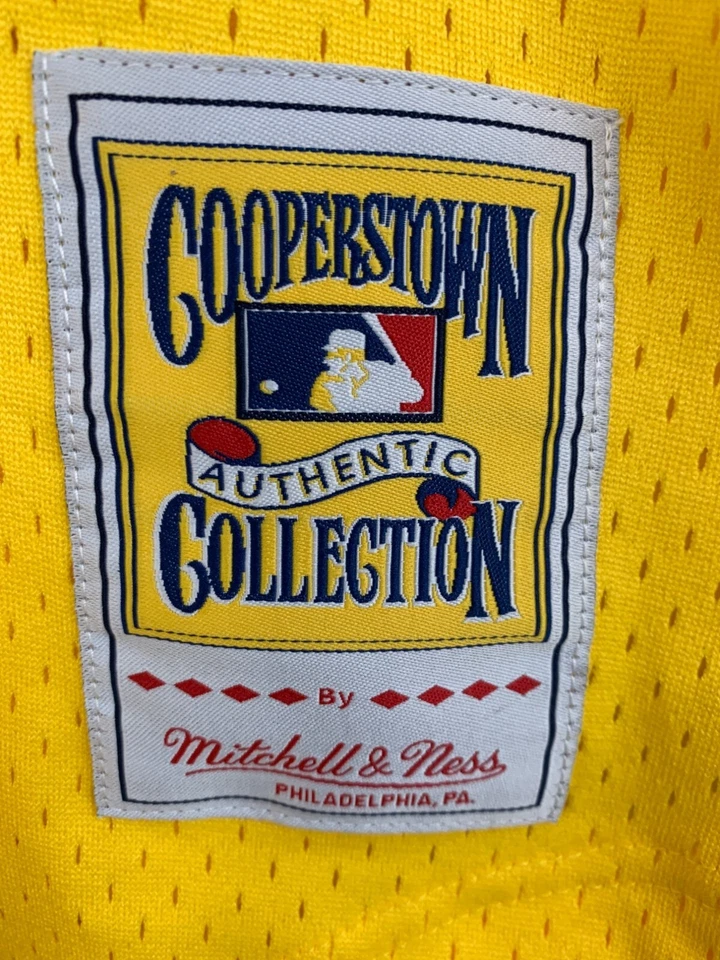 COOPERSTOWN
AUTHENTIC
COLLECTION
By
Mitchell & Ness
PHILADELPHIA, PA.